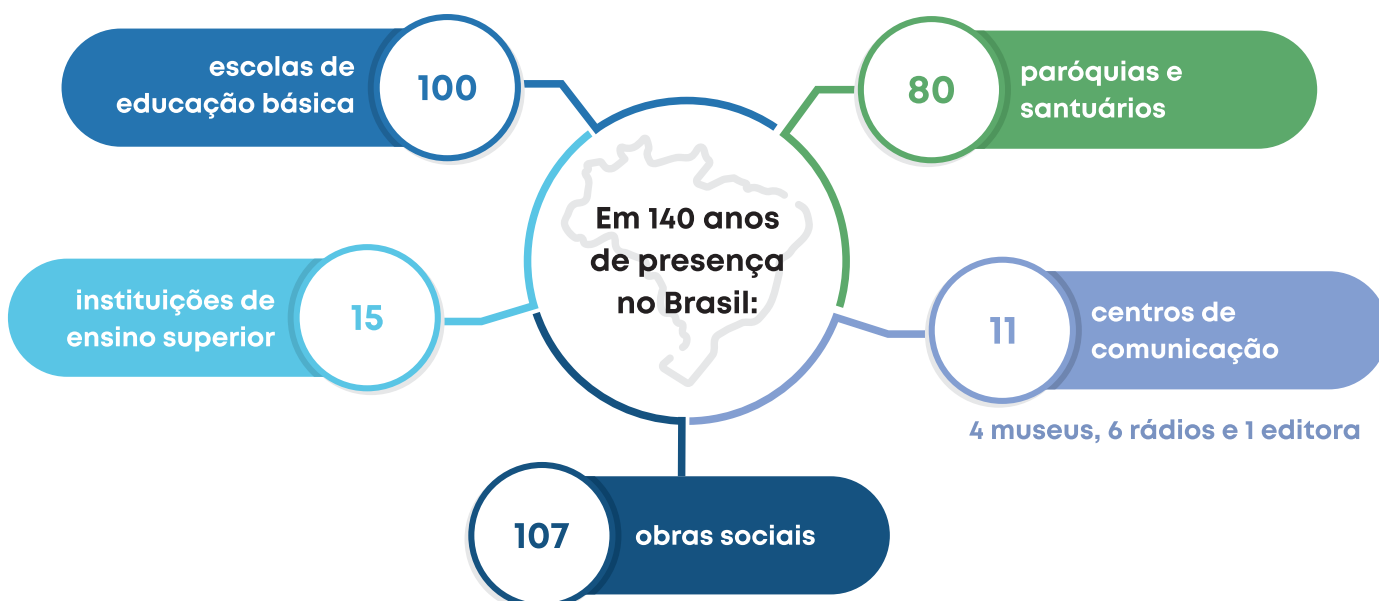 escolas de
educação básica
100
80
paróquias e
santuários
Em 140 anos
de presença
no Brasil:
instituições de
ensino superior
15
11
centros de
comunicação
4 museus, 6 rádios e 1 editora
107
obras sociais